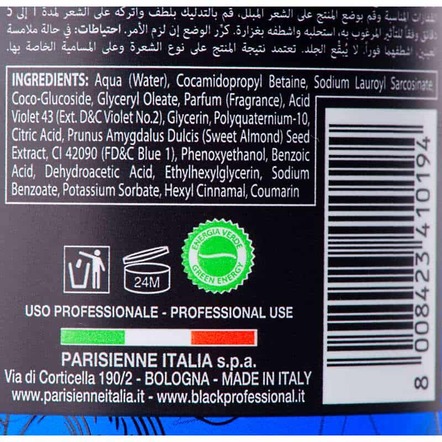 المناسبة وقم بوضع المنتج على الشعر المبلل، قم بالتدليك بلطف واتركه على الشعر لمدة 1 إلى 5
دقائق وفقاً للتأثير المرغوب به، استحلبه واشطفه بغزارة. كرّر الوضع إن لزم الأمر. احتياطات: في حالة ملامسة
اشطفهما فوراً. لا يُبقّع الجلد. تعتمد نتيجة المنتج على نوع الشعرة وعلى المسامية الخاصة بها.
INGREDIENTS: Aqua (Water), Cocamidopropyl Betaine, Sodium Lauroyl Sarcosinate,
Coco-Glucoside, Glyceryl Oleate, Parfum (Fragrance), Acid
Violet 43 (Ext. D&C Violet No.2), Glycerin, Polyquaternium-10,
Citric Acid, Prunus Amygdalus Dulcis (Sweet Almond) Seed
Extract, CI 42090 (FD&C Blue 1), Phenoxyethanol, Benzoic
Acid, Dehydroacetic Acid, Ethylhexylglycerin, Sodium
Benzoate, Potassium Sorbate, Hexyl Cinnamal, Coumarin
ENERGIA VERDE
GREEN ENERGY
24M
USO PROFESSIONALE - PROFESSIONAL USE
PARISIENNE ITALIA s.p.a.
Via di Corticella 190/2 - BOLOGNA - MADE IN ITALY
www.parisienneitalia.it - www.blackprofessional.it
8 008423 410194